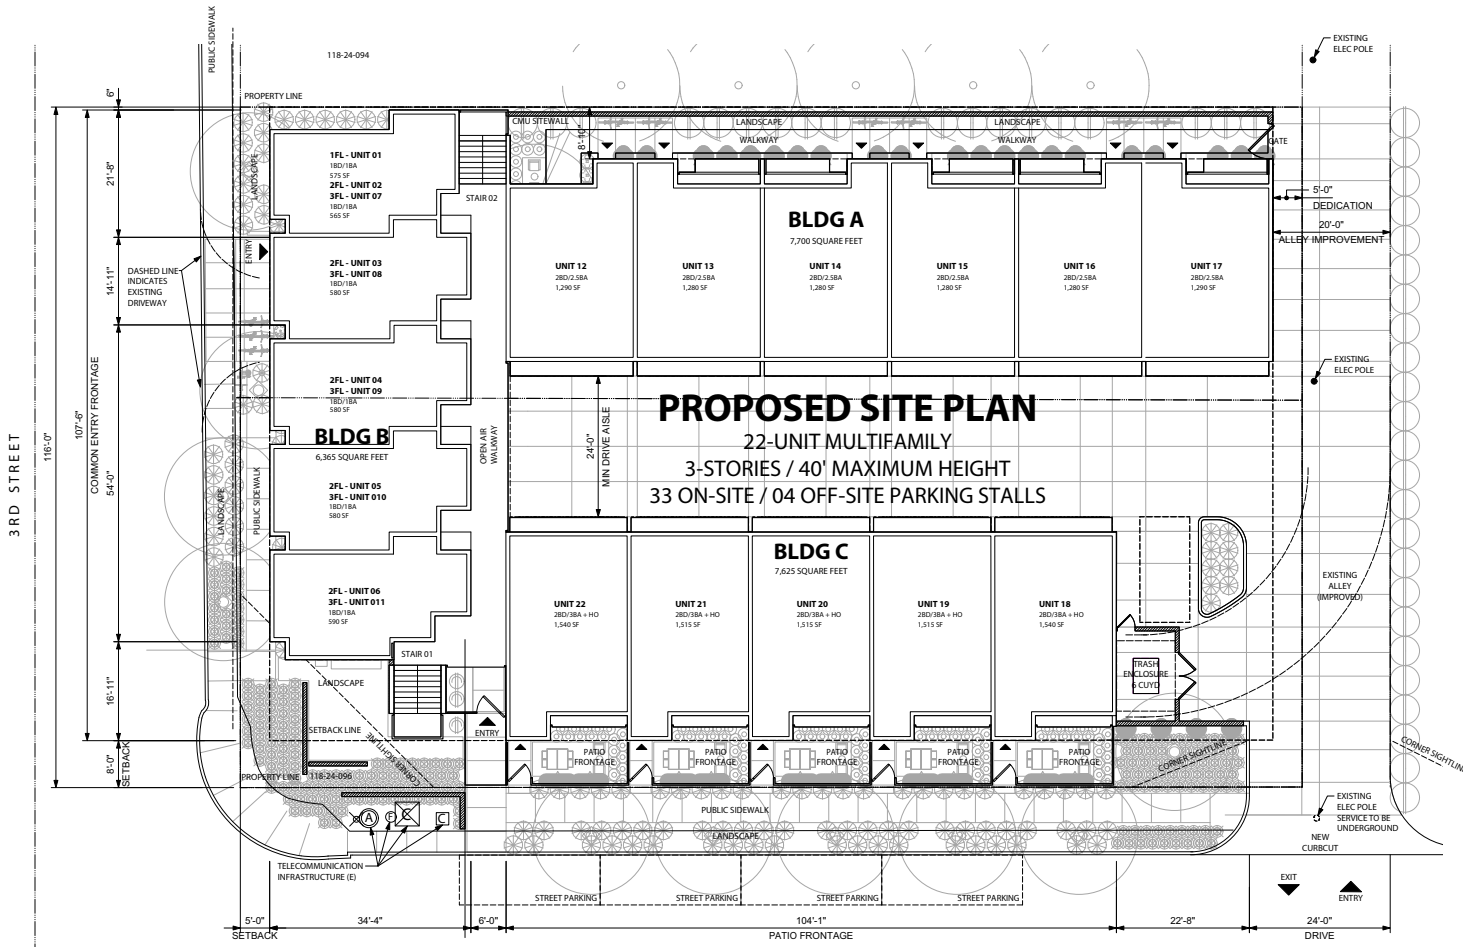 PUBLIC SIDEWALK
118-24-094
EXISTING
ELEC POLE
6"
PROPERTY LINE
CMU SITEWALL
LANDSCAPE
LANDSCAPE
WALKWAY
WALKWAY
8'-10"
GATE
21'-8"
LANDSCAPE
1FL - UNIT 01
1BD/1BA
575 SF
2FL - UNIT 02
3FL - UNIT 07
1BD/1BA
565 SF
STAIR 02
5'-0"
DEDICATION
20'-0"
ALLEY IMPROVEMENT
BLDG A
7,700 SQUARE FEET
ENTRY
14'-11"
DASHED LINE
INDICATES
EXISTING
DRIVEWAY
2FL - UNIT 03
3FL - UNIT 08
1BD/1BA
580 SF
UNIT 12
2BD/2.5BA
1,290 SF
UNIT 13
2BD/2.5BA
1,280 SF
UNIT 14
2BD/2.5BA
1,280 SF
UNIT 15
2BD/2.5BA
1,280 SF
UNIT 16
2BD/2.5BA
1,280 SF
UNIT 17
2BD/2.5BA
1,290 SF
EXISTING
ELEC POLE
3RD STREET
116'-0"
107'-6"
COMMON ENTRY FRONTAGE
54'-0"
2FL - UNIT 04
3FL - UNIT 09
1BD/1BA
580 SF
BLDG B
6,365 SQUARE FEET
OPEN AIR
WALKWAY
24'-0"
MIN DRIVE AISLE
PROPOSED SITE PLAN
22-UNIT MULTIFAMILY
3-STORIES / 40' MAXIMUM HEIGHT
33 ON-SITE / 04 OFF-SITE PARKING STALLS
LANDSCAPE
PUBLIC SIDEWALK
2FL - UNIT 05
3FL - UNIT 010
1BD/1BA
580 SF
BLDG C
7,625 SQUARE FEET
2FL - UNIT 06
3FL - UNIT 011
1BD/1BA
590 SF
UNIT 22
2BD/3BA + HO
1,540 SF
UNIT 21
2BD/3BA + HO
1,515 SF
UNIT 20
2BD/3BA + HO
1,515 SF
UNIT 19
2BD/3BA + HO
1,515 SF
UNIT 18
2BD/3BA + HO
1,540 SF
EXISTING
ALLEY
(IMPROVED)
STAIR 01
TRASH
ENCLOSURE
6 CUYD
16'-11"
LANDSCAPE
SETBACK LINE
ENTRY
CORNER SIGHTLINE
8'-0"
SETBACK
PATIO
FRONTAGE
PATIO
FRONTAGE
PATIO
FRONTAGE
PATIO
FRONTAGE
PATIO
FRONTAGE
CORNER SIGHTLINE
CORNER SIGHTLINE
PROPERTY LINE
118-24-096
A
F
C
C
PUBLIC SIDEWALK
LANDSCAPE
EXISTING
ELEC POLE
SERVICE TO BE
UNDERGROUND
NEW
CURBCUT
TELECOMMUNICATION
INFRASTRUCTURE (E)
STREET PARKING
STREET PARKING
STREET PARKING
STREET PARKING
EXIT
ENTRY
5'-0"
SETBACK
34'-4"
6'-0"
104'-1"
PATIO FRONTAGE
22'-8"
24'-0"
DRIVE